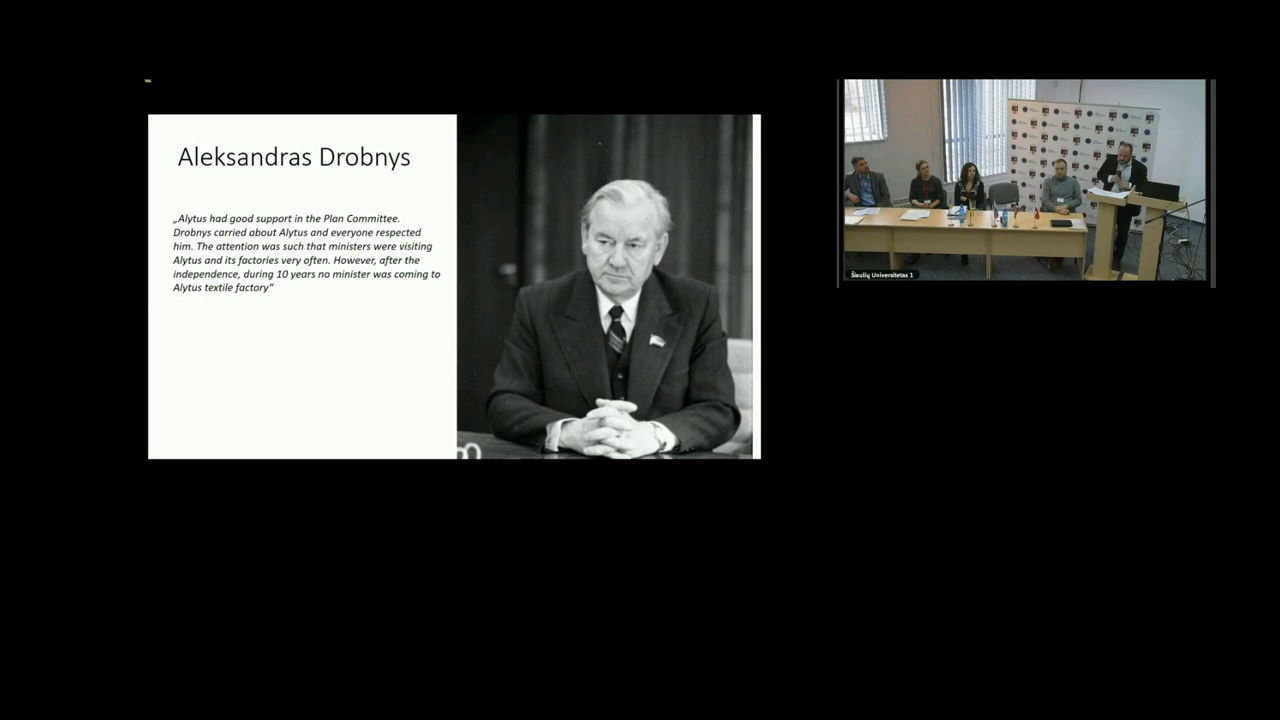 Aleksandras Drobnys
„Alytus had good support in the Plan Committee.
Drobnys carried about Alytus and everyone respected
him. The attention was such that ministers were visiting
Alytus and its factories very often. However, after the
independence, during 10 years no minister was coming to
Alytus textile factory“
Šiaulių Universitetas 1